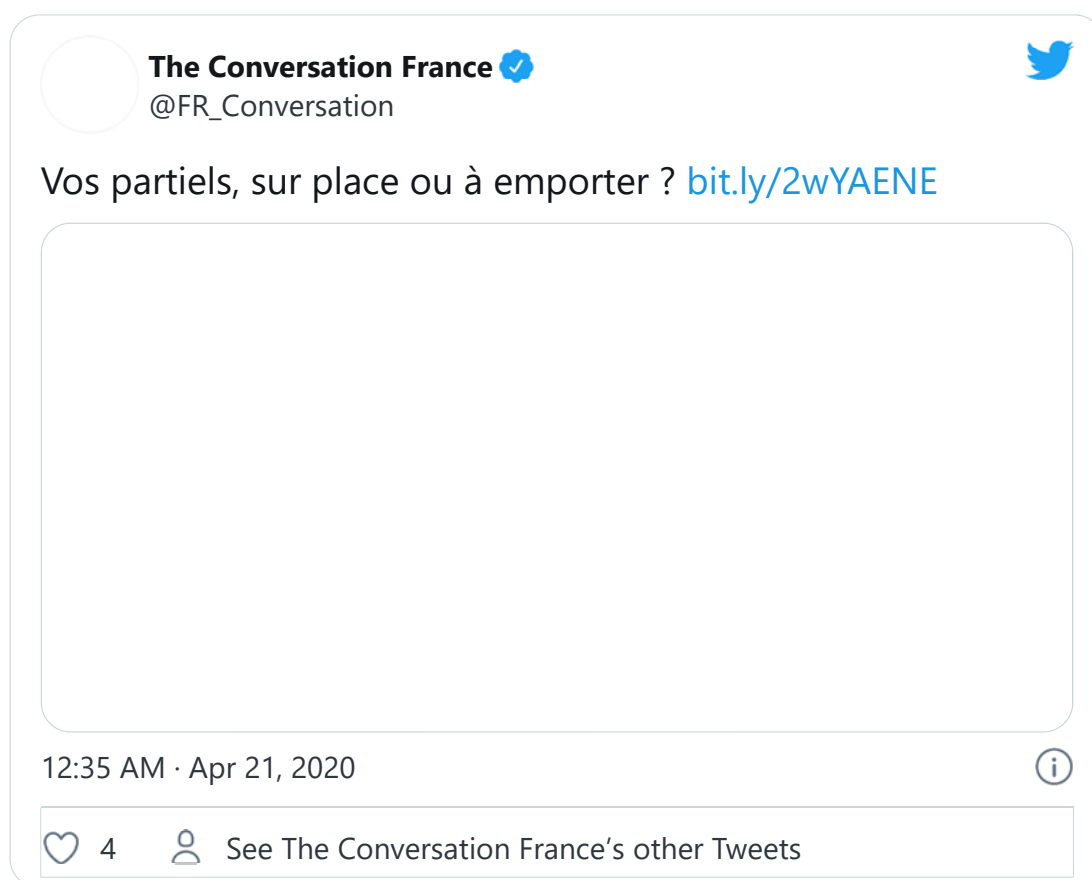 The Conversation France
@FR_Conversation
Vos partiels, sur place ou à emporter ? bit.ly/2wYAENE
12:35 AM · Apr 21, 2020
4 See The Conversation France’s other Tweets